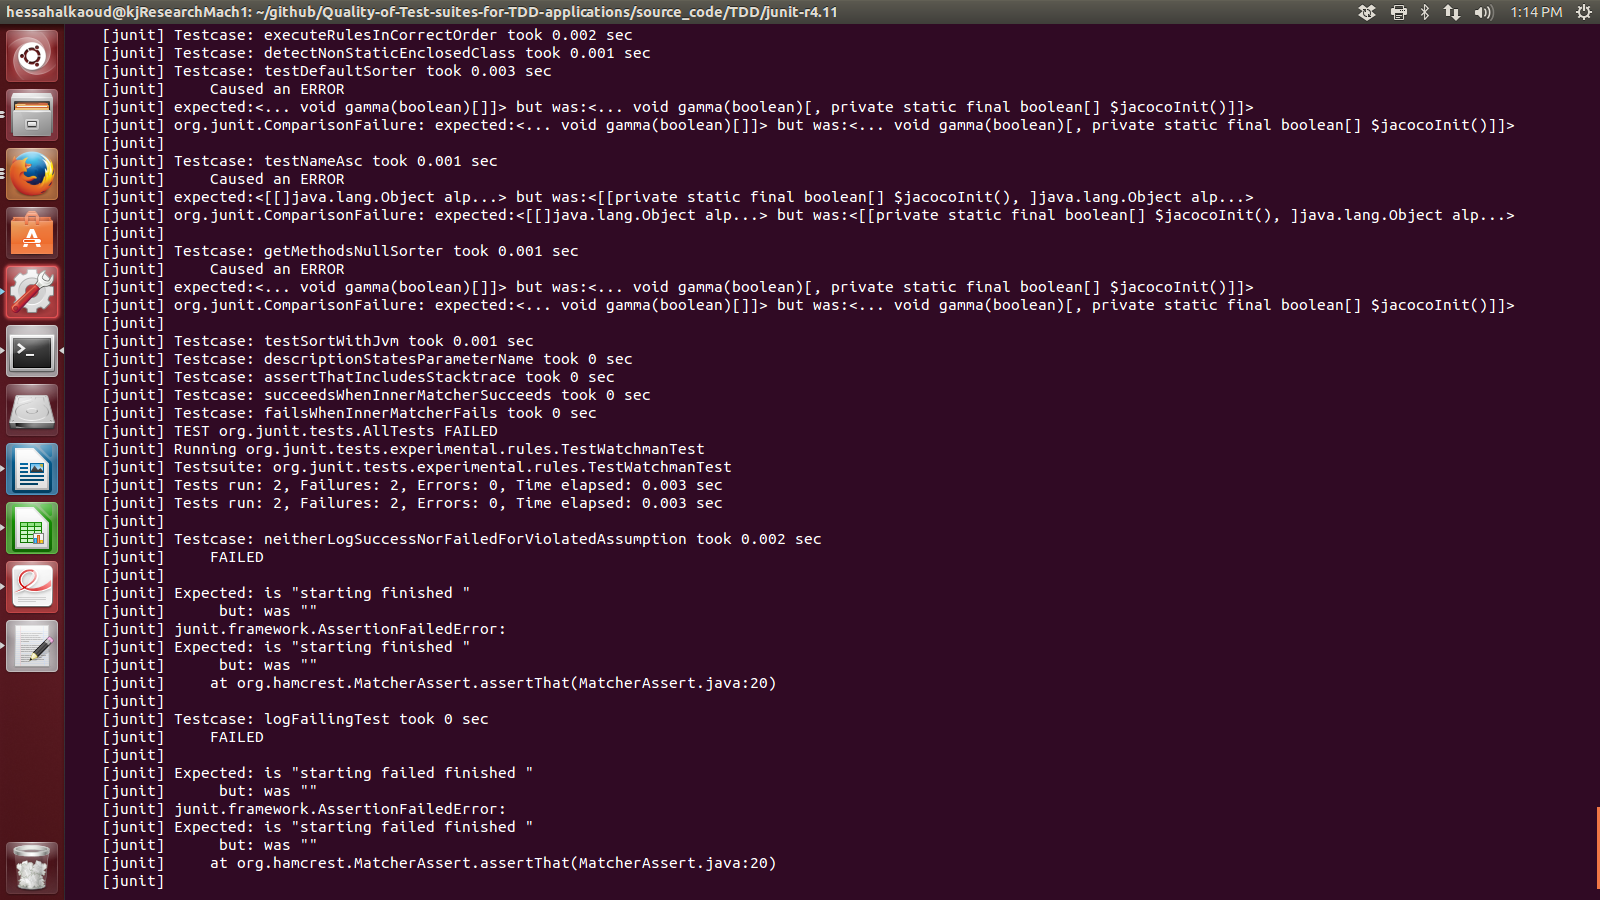 hessahalkaoud@kjResearchMach1: ~/github/Quality-of-Test-suites-for-TDD-applications/source_code/TDD/junit-r4.11
1:14 PM
[junit] Testcase: executeRulesInCorrectOrder took 0.002 sec
[junit] Testcase: detectNonStaticEnclosedClass took 0.001 sec
[junit] Testcase: testDefaultSorter took 0.003 sec
[junit]     Caused an ERROR
[junit] expected:<... void gamma(boolean)[]]> but was:<... void gamma(boolean)[, private static final boolean[] $jacocoInit()]]>
[junit] org.junit.ComparisonFailure: expected:<... void gamma(boolean)[]]> but was:<... void gamma(boolean)[, private static final boolean[] $jacocoInit()]]>
[junit]
[junit] Testcase: testNameAsc took 0.001 sec
[junit]     Caused an ERROR
[junit] expected:<[[]java.lang.Object alp...> but was:<[[private static final boolean[] $jacocoInit(), ]java.lang.Object alp...>
[junit] org.junit.ComparisonFailure: expected:<[[]java.lang.Object alp...> but was:<[[private static final boolean[] $jacocoInit(), ]java.lang.Object alp...>
[junit]
[junit] Testcase: getMethodsNullSorter took 0.001 sec
[junit]     Caused an ERROR
[junit] expected:<... void gamma(boolean)[]]> but was:<... void gamma(boolean)[, private static final boolean[] $jacocoInit()]]>
[junit] org.junit.ComparisonFailure: expected:<... void gamma(boolean)[]]> but was:<... void gamma(boolean)[, private static final boolean[] $jacocoInit()]]>
[junit]
[junit] Testcase: testSortWithJvm took 0.001 sec
[junit] Testcase: descriptionStatesParameterName took 0 sec
[junit] Testcase: assertThatIncludesStacktrace took 0 sec
[junit] Testcase: succeedsWhenInnerMatcherSucceeds took 0 sec
[junit] Testcase: failsWhenInnerMatcherFails took 0 sec
[junit] TEST org.junit.tests.AllTests FAILED
[junit] Running org.junit.tests.experimental.rules.TestWatchmanTest
[junit] Testsuite: org.junit.tests.experimental.rules.TestWatchmanTest
[junit] Tests run: 2, Failures: 2, Errors: 0, Time elapsed: 0.003 sec
[junit] Tests run: 2, Failures: 2, Errors: 0, Time elapsed: 0.003 sec
[junit]
[junit] Testcase: neitherLogSuccessNorFailedForViolatedAssumption took 0.002 sec
[junit]     FAILED
[junit]
[junit] Expected: is "starting finished "
[junit]      but: was ""
[junit] junit.framework.AssertionFailedError:
[junit] Expected: is "starting finished "
[junit]      but: was ""
[junit]     at org.hamcrest.MatcherAssert.assertThat(MatcherAssert.java:20)
[junit]
[junit] Testcase: logFailingTest took 0 sec
[junit]     FAILED
[junit]
[junit] Expected: is "starting failed finished "
[junit]      but: was ""
[junit] junit.framework.AssertionFailedError:
[junit] Expected: is "starting failed finished "
[junit]      but: was ""
[junit]     at org.hamcrest.MatcherAssert.assertThat(MatcherAssert.java:20)
[junit]